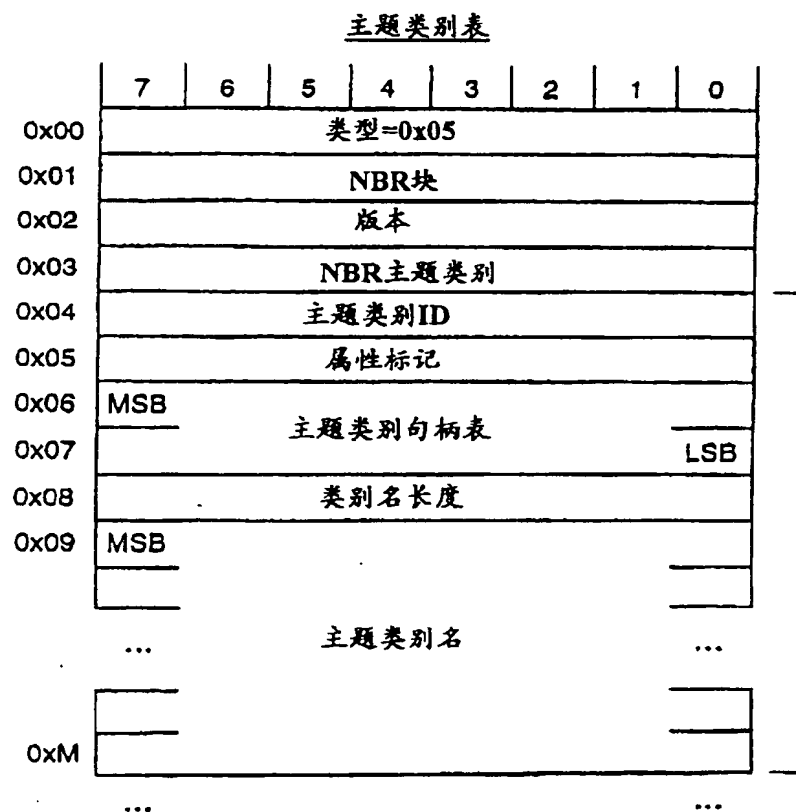 主题类别表
7 6 5 4 3 2 1 0
0x00 类型=0x05
0x01 NBR块
0x02 版本
0x03 NBR主题类别
0x04 主题类别ID
0x05 属性标记
0x06 MSB
主题类别句柄表
0x07 LSB
0x08 类别名长度
0x09 MSB
... 主题类别名 ...
0xM
... ...